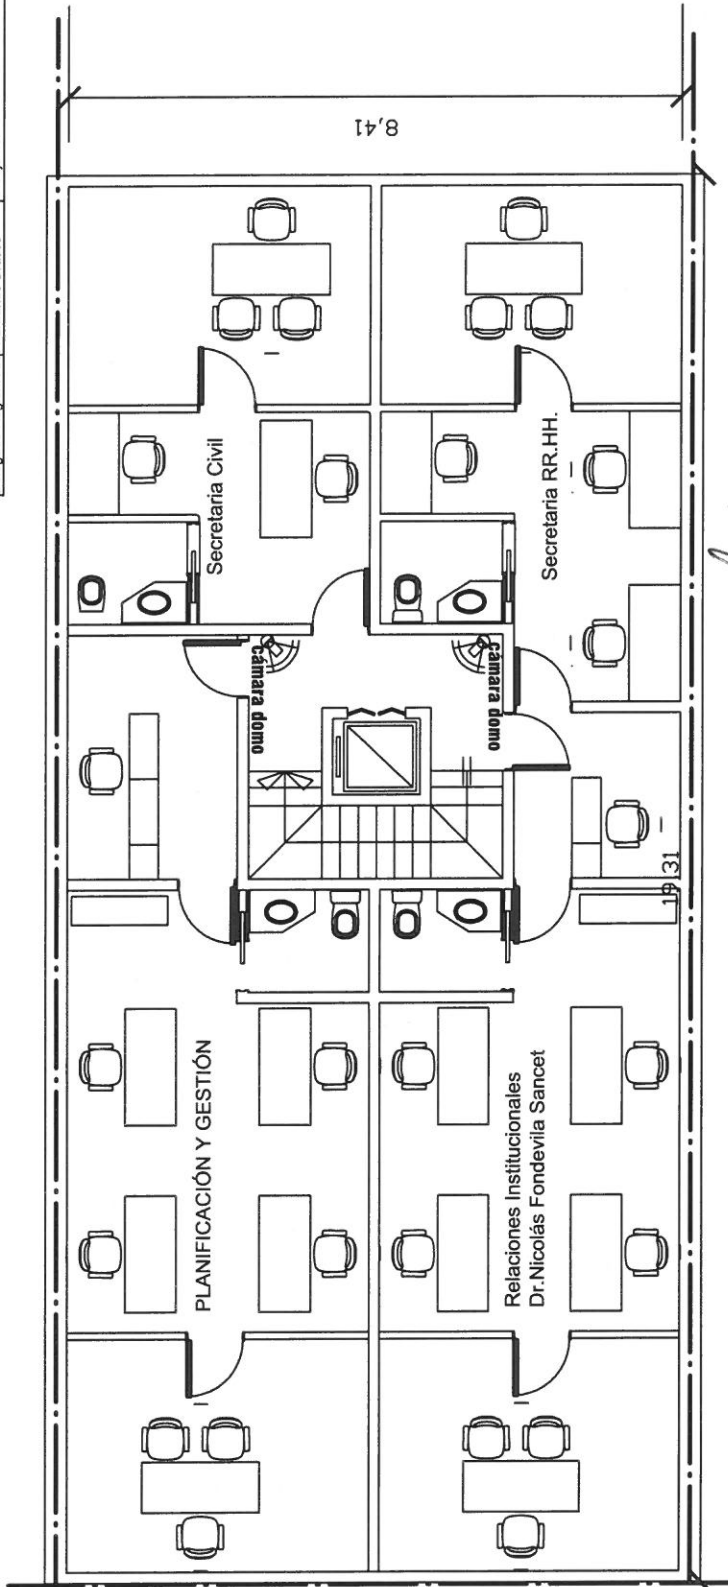 8,41
Secretaria Civil
Secretaria RR.HH.
cámara domo
cámara domo
19,31
PLANIFICACIÓN Y GESTIÓN
Relaciones Institucionales
Dr.Nicolás Fondevila Sancet